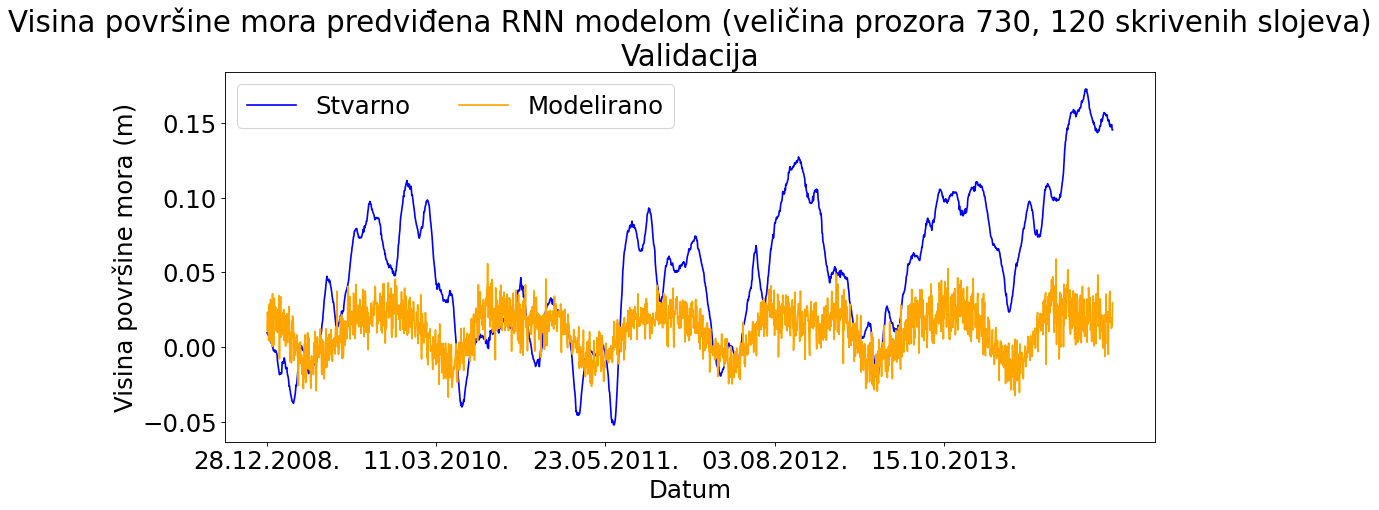 Visina površine mora predviđena RNN modelom (veličina prozora 730, 120 skrivenih slojeva)
Validacija
Stvarno
Modelirano
Visina površine mora (m)
0.15
0.10
0.05
0.00
−0.05
28.12.2008.
11.03.2010.
23.05.2011.
03.08.2012.
15.10.2013.
Datum